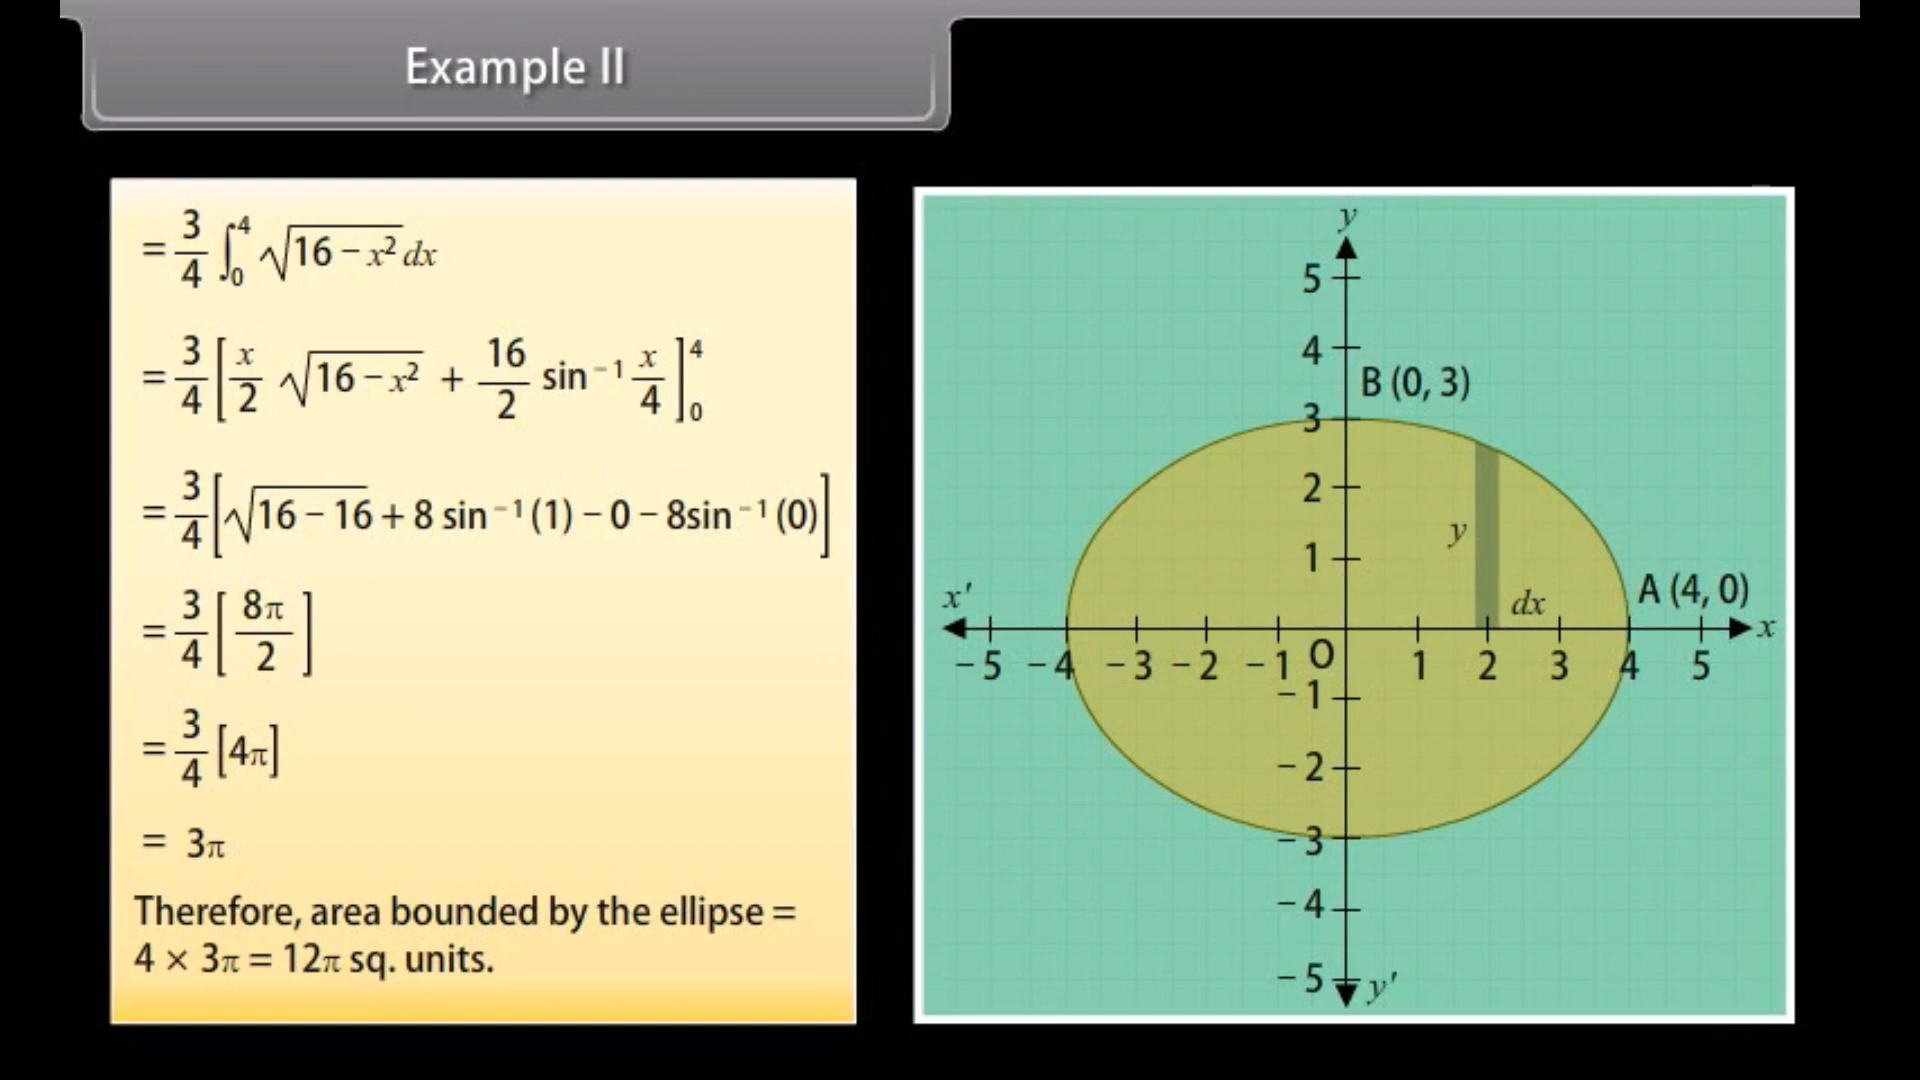 Example II
= 3/4 ∫₀⁴ √(16 − x²) dx
= 3/4 [x/2 √(16 − x²) + 16/2 sin⁻¹ x/4]₀⁴
= 3/4 [√(16 − 16) + 8 sin⁻¹ (1) − 0 − 8sin⁻¹ (0)]
= 3/4 [8π/2]
= 3/4 [4π]
= 3π
Therefore, area bounded by the ellipse =
4 × 3π = 12π sq. units.
y
5
4
B (0, 3)
3
2
y
1
dx
A (4, 0)
x′
x
−5 −4 −3 −2 −1 O 1 2 3 4 5
−1
−2
−3
−4
−5
y′